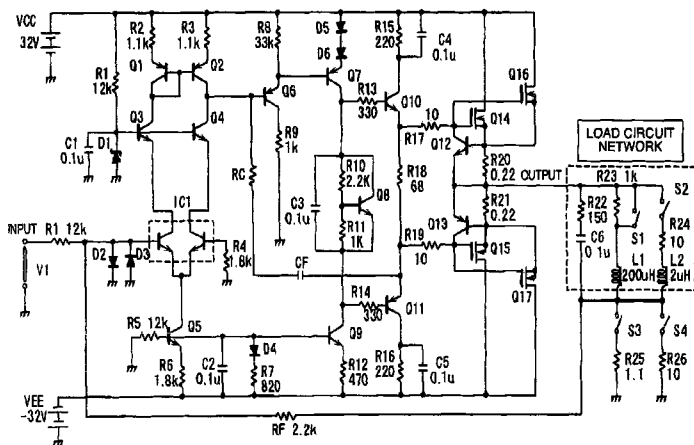 VCC
32V
R1
12k
R2
1.1k
R3
1.1k
R8
33k
D5
D6
R15
220
C4
0.1u
Q1
Q2
Q6
Q7
R13
330
Q10
Q16
Q14
10
R17
Q12
C1
0.1u
D1
Q3
Q4
R9
1k
RC
R10
2.2K
Q8
C3
0.1u
R11
1K
R18
68
R20
0.22
OUTPUT
LOAD CIRCUIT
NETWORK
R23 1k
S2
R22
150
S1
R24
10
C6
0.1u
L1
200uH
L2
2uH
INPUT
R1 12k
V1
D2
D3
IC1
R4
1.8k
CF
Q13
R21
0.22
R19
10
Q15
Q17
R14
330
Q11
R5 12k
Q5
R6
1.8k
C2
0.1u
D4
R7
820
Q9
R12
470
R16
220
C5
0.1u
S3
S4
R25
1.1
R26
10
VEE
-32V
RF 2.2k